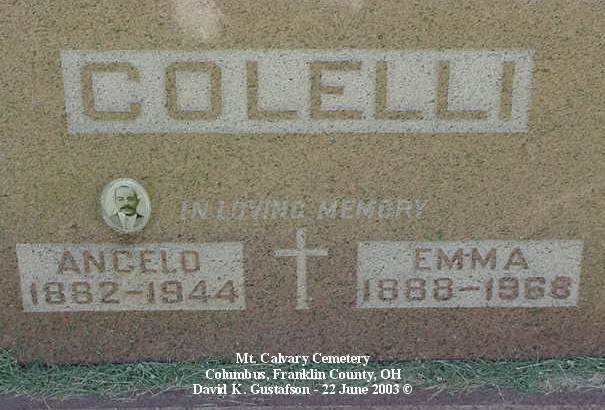 COLELLI
IN LOVING MEMORY
ANGELO
1882-1944
EMMA
1888-1968
Mt. Calvary Cemetery
Columbus, Franklin County, OH
David K. Gustafson - 22 June 2003 ©